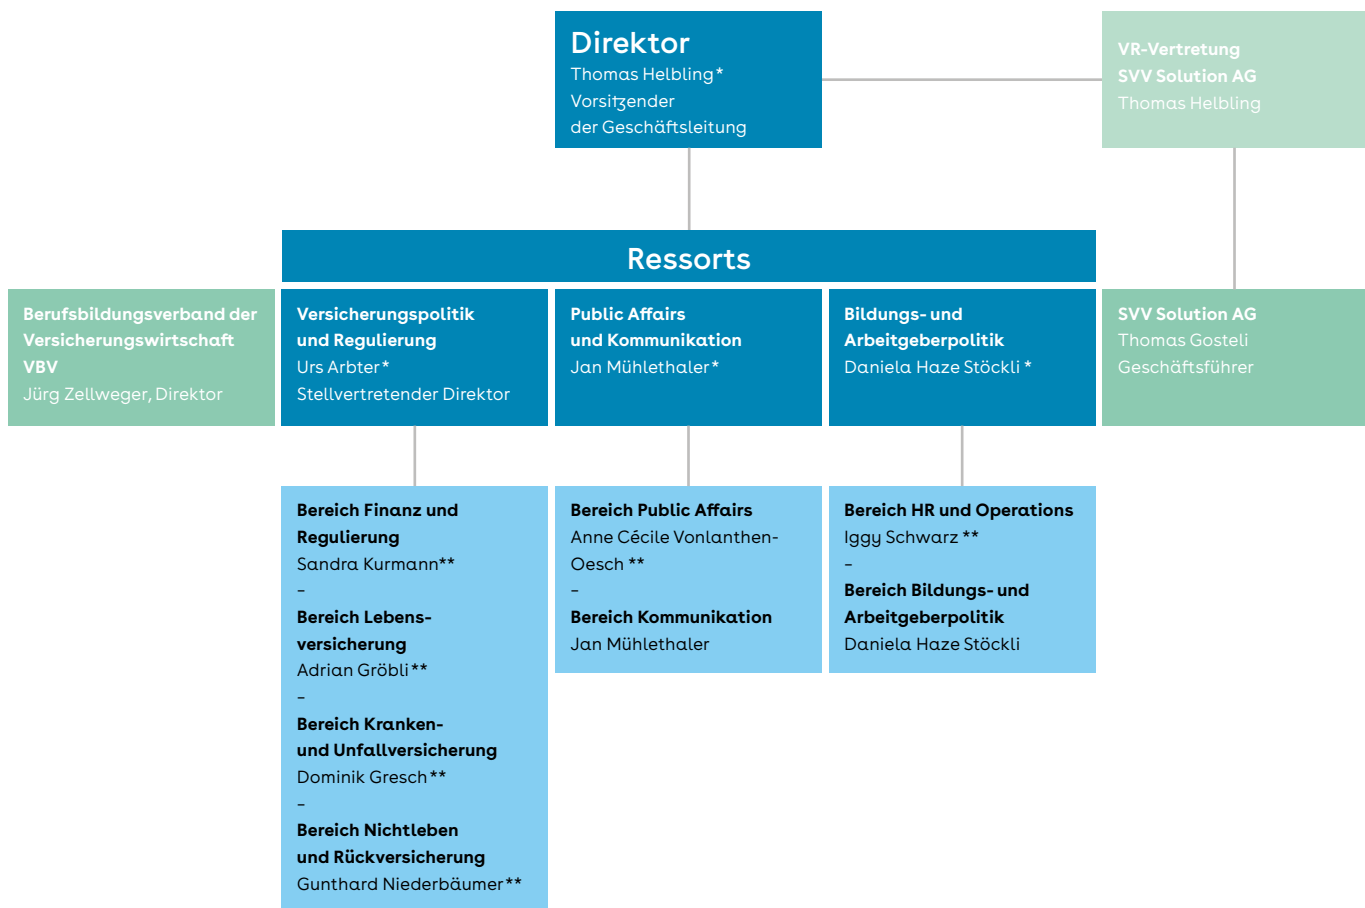 Direktor
Thomas Helbling*
Vorsitzender
der Geschäftsleitung
VR-Vertretung
SVV Solution AG
Thomas Helbling
Ressorts
Berufsbildungsverband der
Versicherungswirtschaft
VBV
Jürg Zellweger, Direktor
Versicherungspolitik
und Regulierung
Urs Arbter*
Stellvertretender Direktor
Public Affairs
und Kommunikation
Jan Mühlethaler*
Bildungs- und
Arbeitgeberpolitik
Daniela Haze Stöckli *
SVV Solution AG
Thomas Gosteli
Geschäftsführer
Bereich Finanz und
Regulierung
Sandra Kurmann**
–
Bereich Lebens-
versicherung
Adrian Gröbli**
–
Bereich Kranken-
und Unfallversicherung
Dominik Gresch**
–
Bereich Nichtleben
und Rückversicherung
Gunthard Niederbäumer**
Bereich Public Affairs
Anne Cécile Vonlanthen-
Oesch **
–
Bereich Kommunikation
Jan Mühlethaler
Bereich HR und Operations
Iggy Schwarz **
–
Bereich Bildungs- und
Arbeitgeberpolitik
Daniela Haze Stöckli